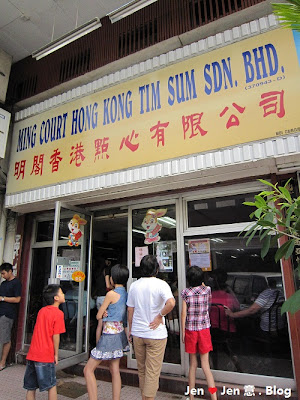 MING COURT HONG KONG TIM SUM SDN. BHD.
(370943-D)
明閣香港點心有限公司
Jen ♥ Jen 意 . Blog